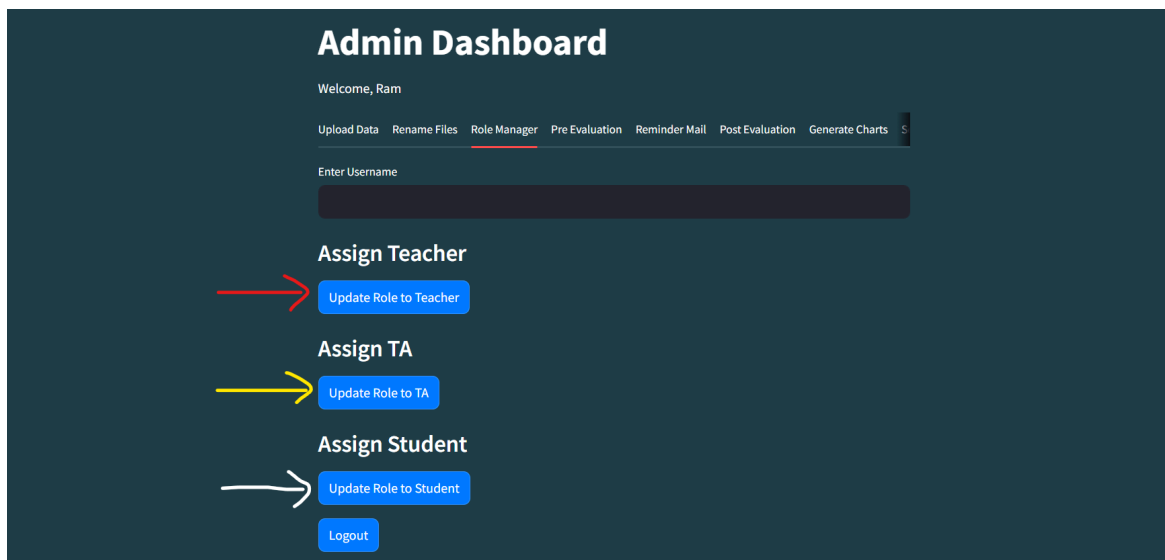 Admin Dashboard
Welcome, Ram
Upload Data Rename Files Role Manager Pre Evaluation Reminder Mail Post Evaluation Generate Charts S
Enter Username
Assign Teacher
Update Role to Teacher
Assign TA
Update Role to TA
Assign Student
Update Role to Student
Logout